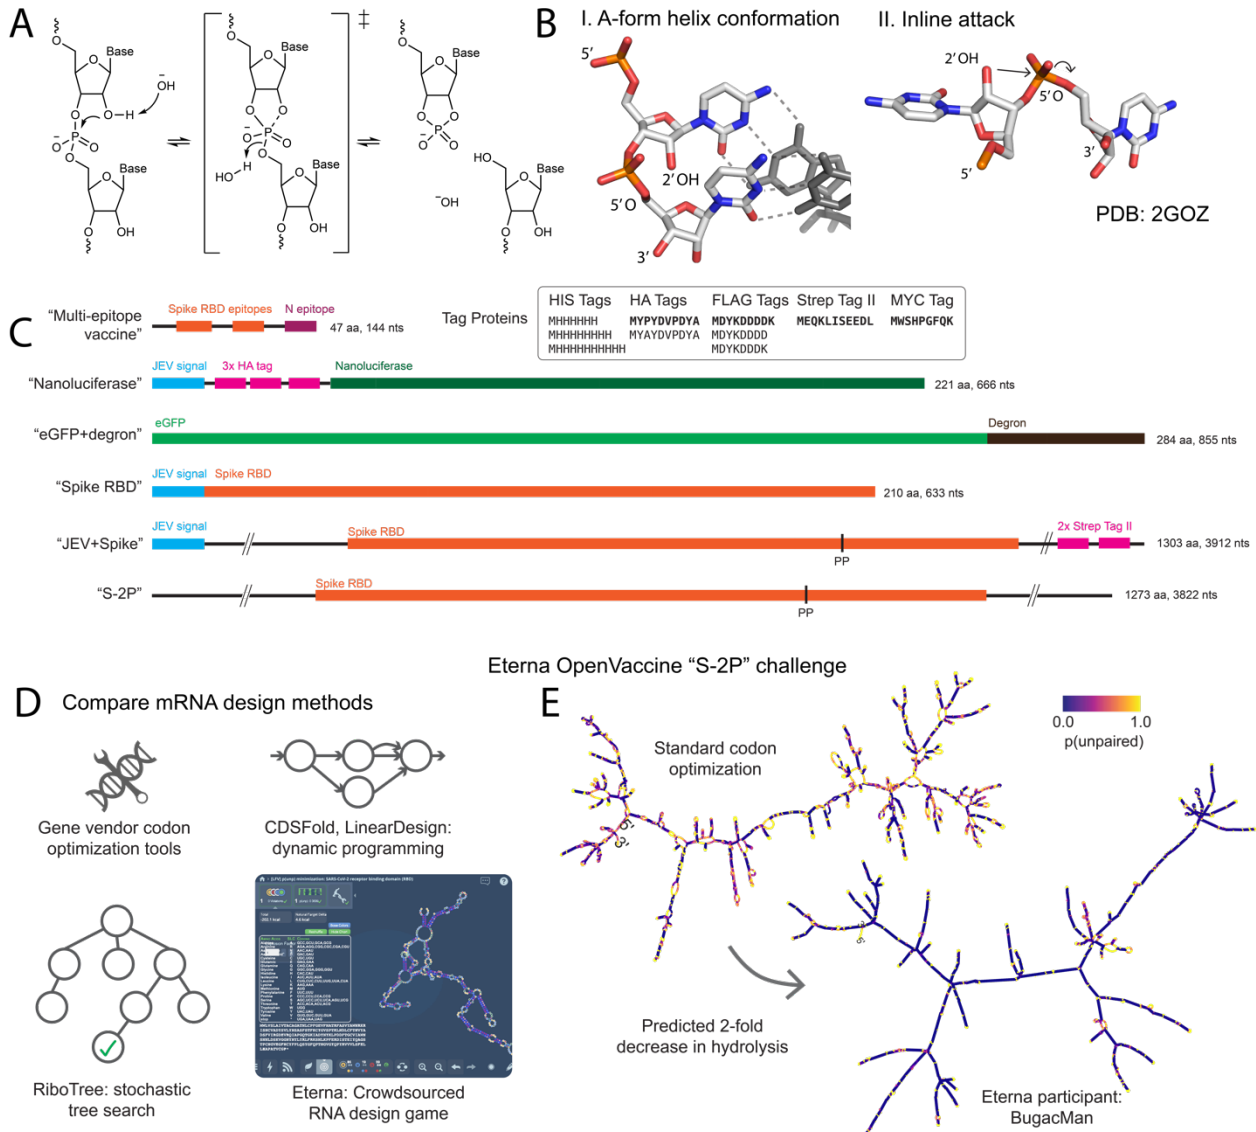 A
Base
O
O
O–H
−OH
−O–P=O
O
O
Base
O
O
OH
‡
Base
O
O
O
−O–P=O
O
H
HO
O
Base
O
O
OH
Base
O
O
O
O
P
−O
O
HO
O
Base
−OH
O
OH
B
I. A-form helix conformation
5′
2′OH
5′O
3′
II. Inline attack
2′OH
5′O
3′
5′
PDB: 2GOZ
C
“Multi-epitope
vaccine”
Spike RBD epitopes
N epitope
47 aa, 144 nts
Tag Proteins
HIS Tags HA Tags FLAG Tags Strep Tag II MYC Tag
MHHHHHH MYPYDVPDYA MDYKDDDDK MEQKLISEEDL MWSHPGFQK
MHHHHHHHH MYAYDVPDYA MDYKDDDD
MHHHHHHHHHH MDYKDDDK
“Nanoluciferase”
JEV signal
3x HA tag
Nanoluciferase
221 aa, 666 nts
“eGFP+degron”
eGFP
Degron
284 aa, 855 nts
“Spike RBD”
JEV signal
Spike RBD
210 aa, 633 nts
“JEV+Spike”
JEV signal
Spike RBD
PP
2x Strep Tag II
1303 aa, 3912 nts
“S-2P”
Spike RBD
PP
1273 aa, 3822 nts
Eterna OpenVaccine “S-2P” challenge
D
Compare mRNA design methods
Gene vendor codon
optimization tools
CDSFold, LinearDesign:
dynamic programming
RiboTree: stochastic
tree search
Eterna: Crowdsourced
RNA design game
E
Standard codon
optimization
0.0 1.0
p(unpaired)
Predicted 2-fold
decrease in hydrolysis
Eterna participant:
BugacMan